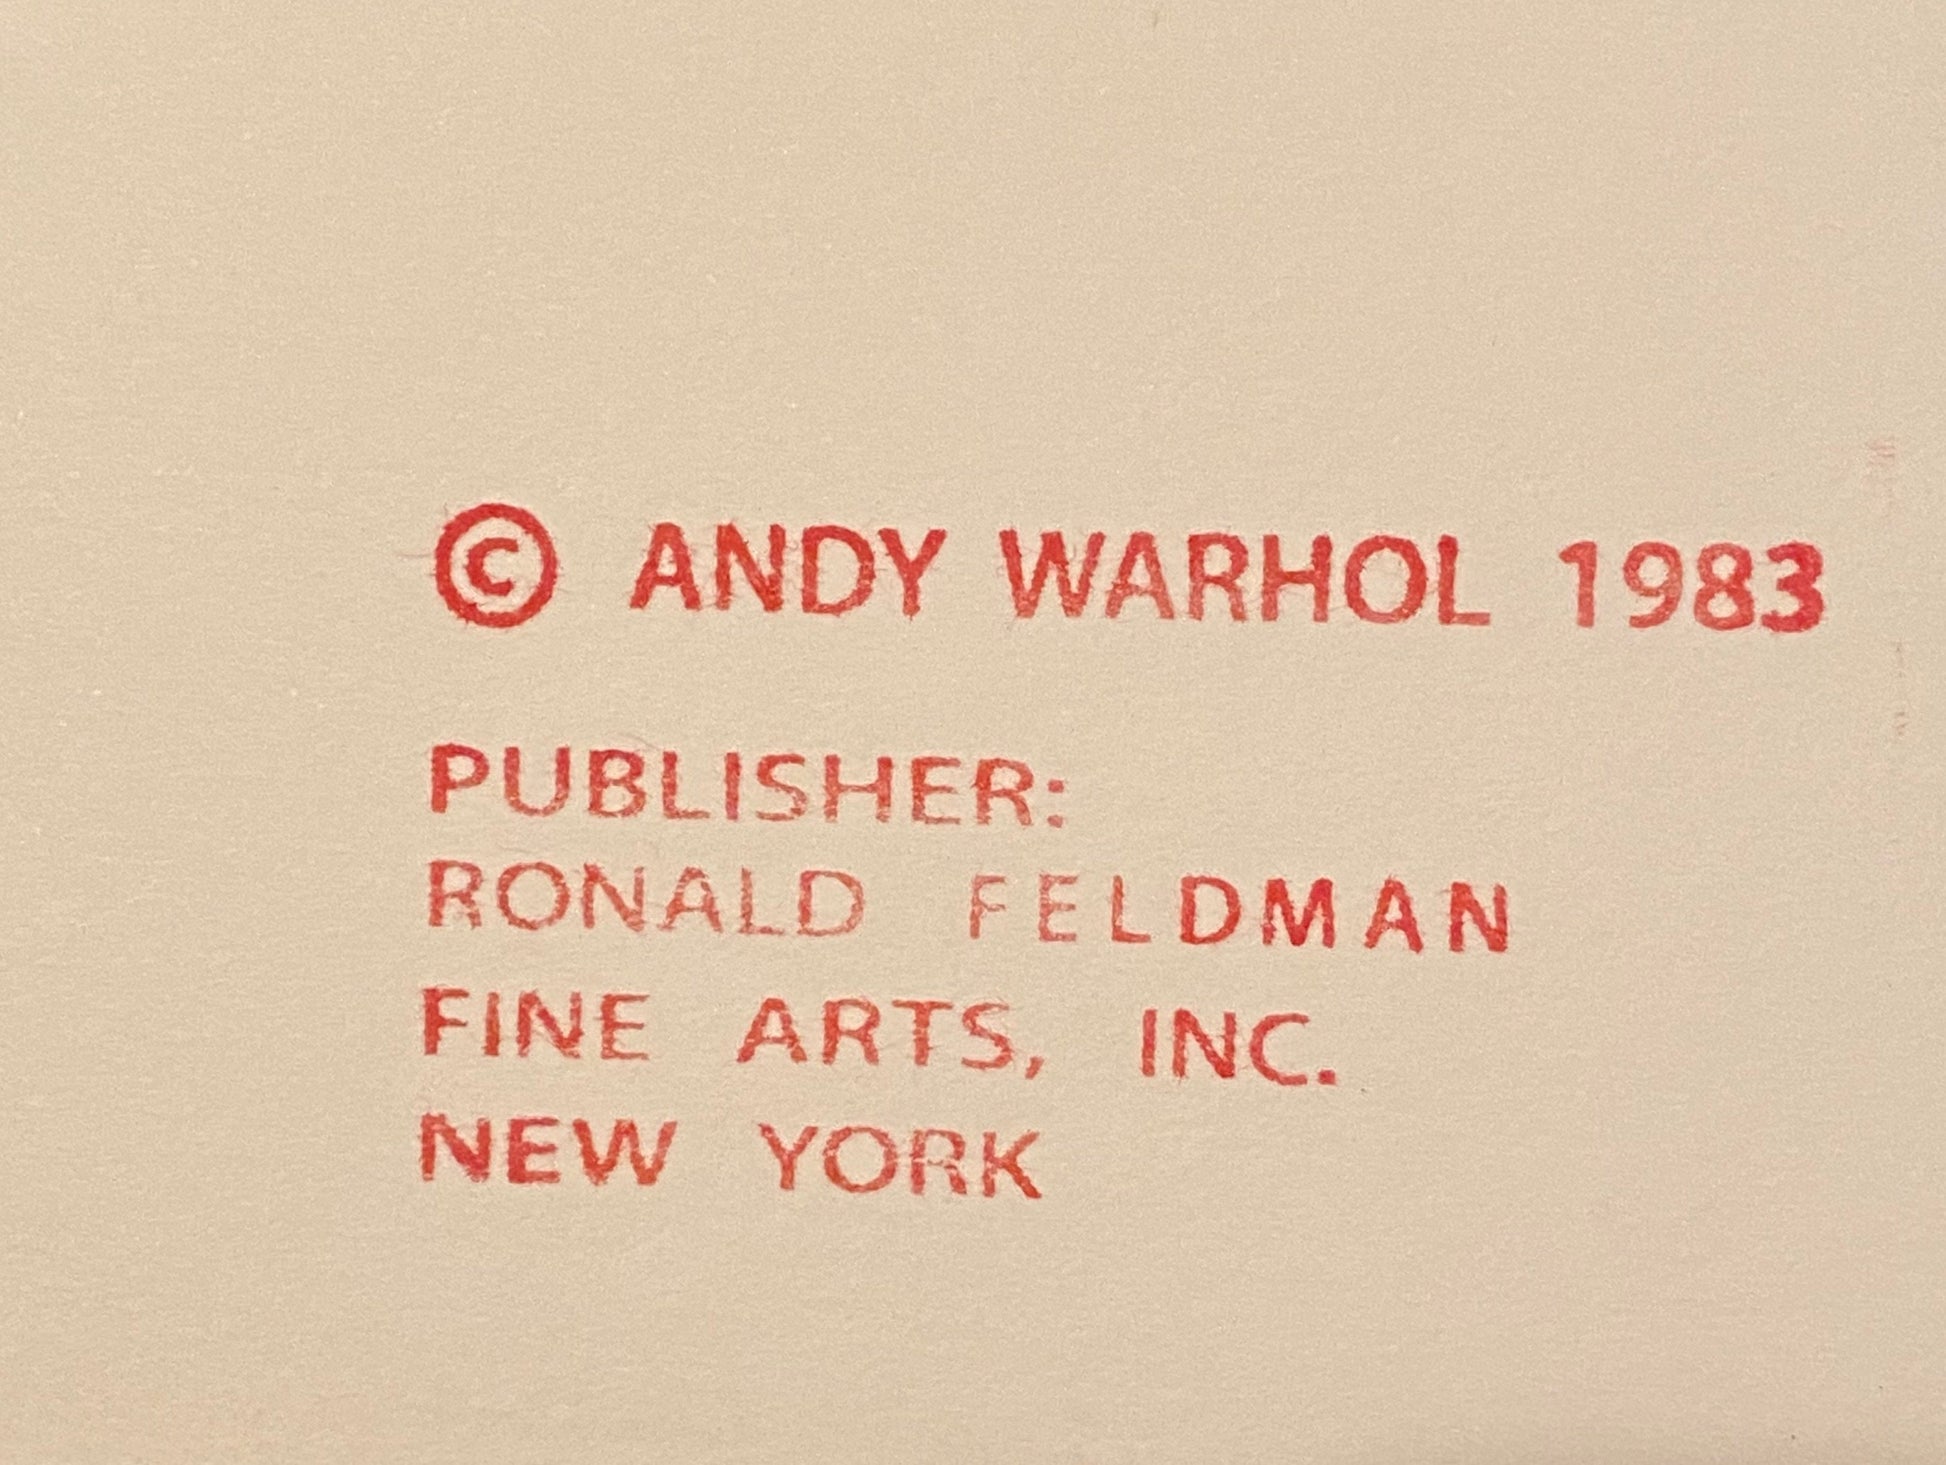 © ANDY WARHOL 1983
PUBLISHER:
RONALD FELDMAN
FINE ARTS, INC.
NEW YORK